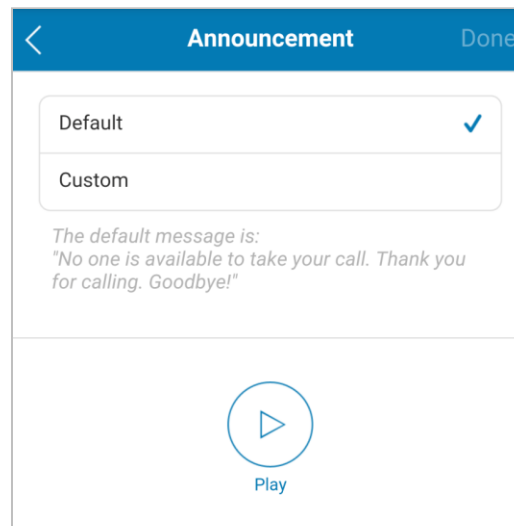 Announcement Done
Default
Custom
The default message is:
"No one is available to take your call. Thank you
for calling. Goodbye!"
Play